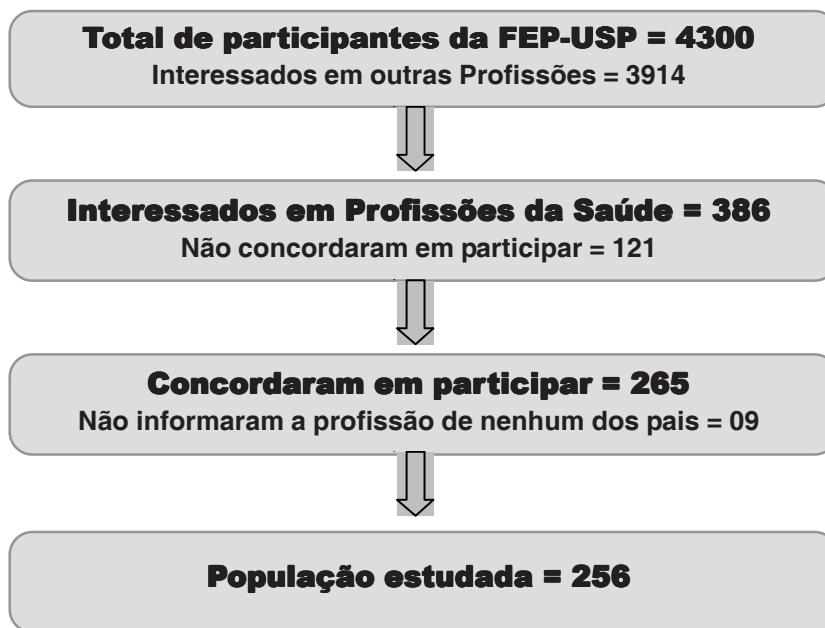 Total de participantes da FEP-USP = 4300
Interessados em outras Profissões = 3914
Interessados em Profissões da Saúde = 386
Não concordaram em participar = 121
Concordaram em participar = 265
Não informaram a profissão de nenhum dos pais = 09
População estudada = 256